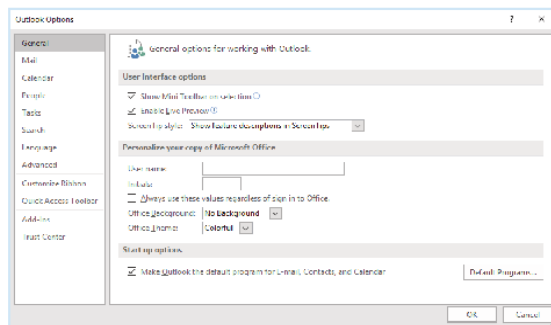 Outlook Options ? ×
General
Mail
Calendar
People
Tasks
Search
Language
Advanced
Customize Ribbon
Quick Access Toolbar
Add-ins
Trust Center
General options for working with Outlook.
User Interface options
Show Mini Toolbar on selection
Enable Live Preview
ScreenTip style: Show feature descriptions in ScreenTips
Personalize your copy of Microsoft Office
User name:
Initials:
Always use these values regardless of sign in to Office.
Office Background: No Background
Office Theme: Colorful
Start up options
Make Outlook the default program for E-mail, Contacts, and Calendar
Default Programs...
OK Cancel